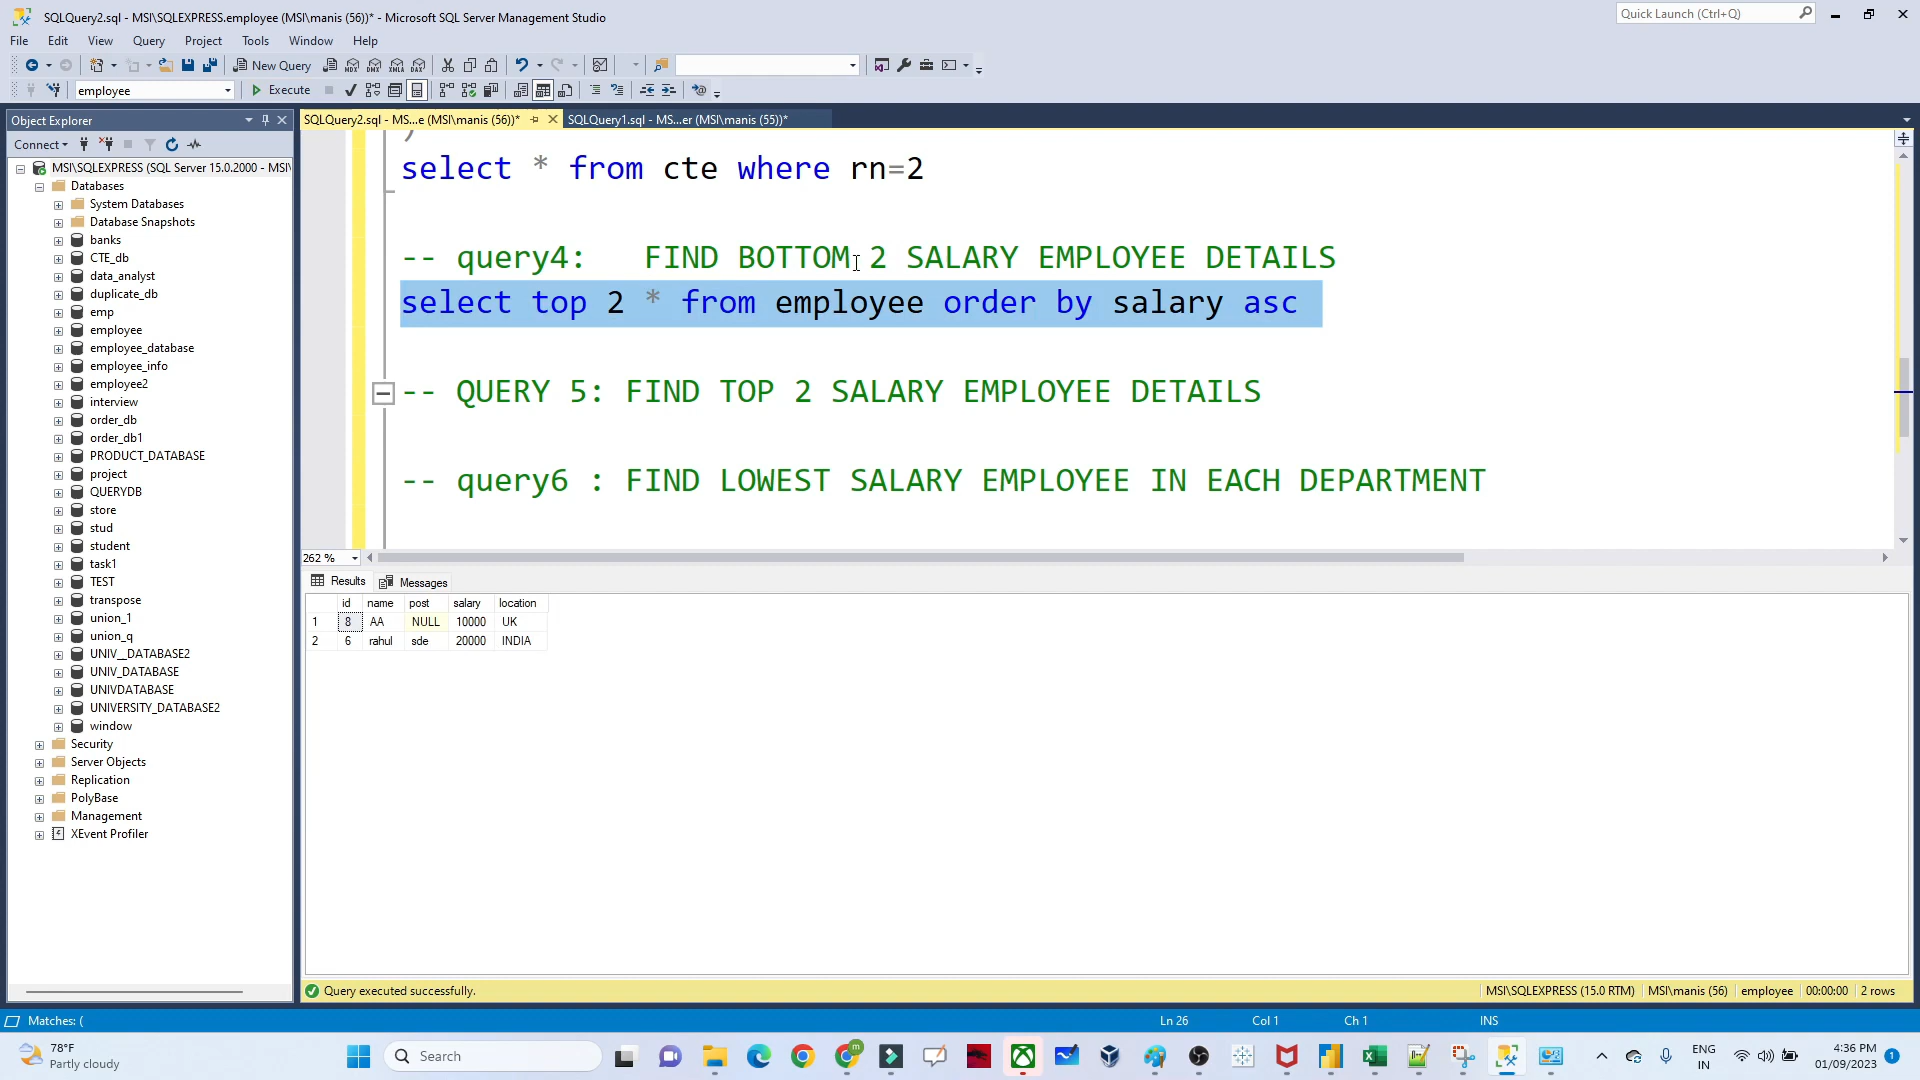 SQLQuery2.sql - MSI\SQLEXPRESS.employee (MSI\manis (56))* - Microsoft SQL Server Management Studio
Quick Launch (Ctrl+Q)
File Edit View Query Project Tools Window Help
New Query
employee
Execute
Object Explorer
SQLQuery2.sql - MS...e (MSI\manis (56))*
SQLQuery1.sql - MS...er (MSI\manis (55))*
Connect
MSI\SQLEXPRESS (SQL Server 15.0.2000 - MSI\
Databases
System Databases
Database Snapshots
banks
CTE_db
data_analyst
duplicate_db
emp
employee
employee_database
employee_info
employee2
interview
order_db
order_db1
PRODUCT_DATABASE
project
QUERYDB
store
stud
student
task1
TEST
transpose
union_1
union_q
UNIV__DATABASE2
UNIV_DATABASE
UNIVDATABASE
UNIVERSITY_DATABASE2
window
Security
Server Objects
Replication
PolyBase
Management
XEvent Profiler
)
select * from cte where rn=2
-- query4:   FIND BOTTOM 2 SALARY EMPLOYEE DETAILS
select top 2 * from employee order by salary asc
-- QUERY 5: FIND TOP 2 SALARY EMPLOYEE DETAILS
-- query6 : FIND LOWEST SALARY EMPLOYEE IN EACH DEPARTMENT
262 %
Results Messages
id name post salary location
1 8 AA NULL 10000 UK
2 6 rahul sde 20000 INDIA
Query executed successfully.
MSI\SQLEXPRESS (15.0 RTM) MSI\manis (56) employee 00:00:00 2 rows
Matches: (
Ln 26 Col 1 Ch 1 INS
78°F
Partly cloudy
Search
ENG
IN
4:36 PM
01/09/2023
1